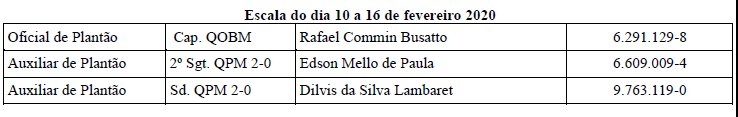 Escala do dia 10 a 16 de fevereiro 2020
Oficial de Plantão Cap. QOBM Rafael Commin Busatto 6.291.129-8
Auxiliar de Plantão 2º Sgt. QPM 2-0 Edson Mello de Paula 6.609.009-4
Auxiliar de Plantão Sd. QPM 2-0 Dilvis da Silva Lambaret 9.763.119-0